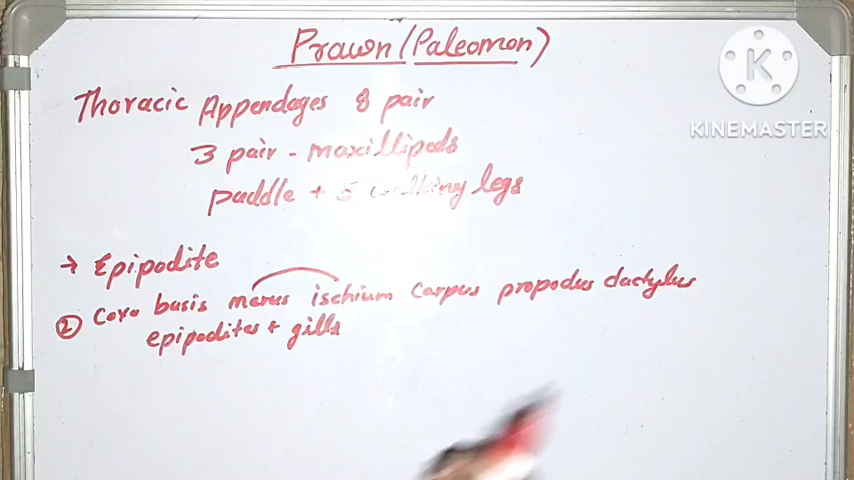 Prawn (Paleomon)
KINEMASTER
Thoracic Appendages 8 pair
3 pair - maxillipeds
paddle + 5 walking legs
→ Epipodite
② Coxa basis merus ischium carpus propodus dactylus
epipodites + gills